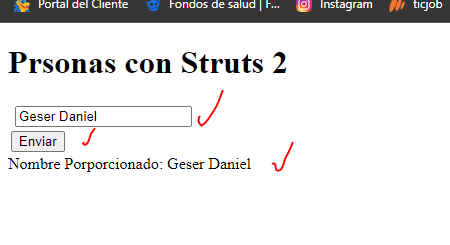 Portal del Cliente Fondos de salud | F... Instagram ticjob
Prsonas con Struts 2
Geser Daniel
Enviar
Nombre Porporcionado: Geser Daniel